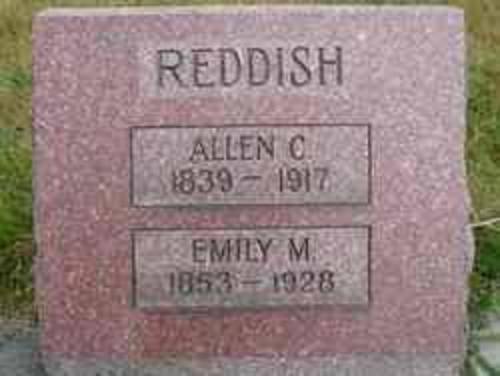 REDDISH
ALLEN C.
1839 - 1917
EMILY M.
1853 - 1928